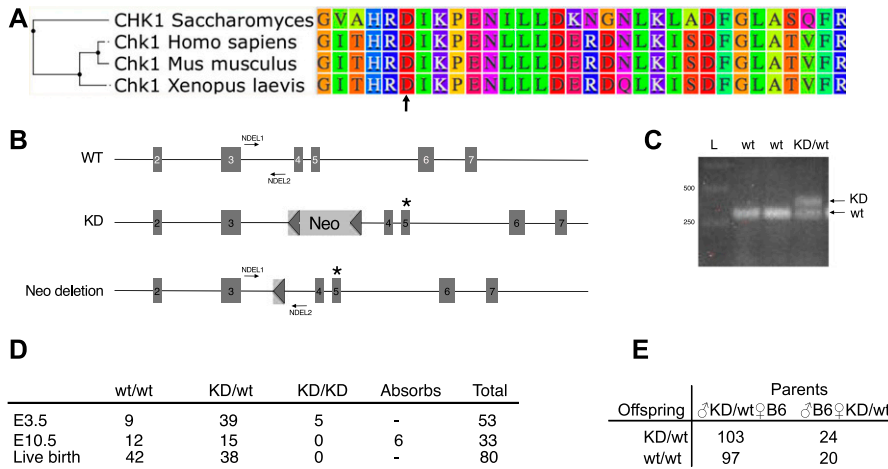 A
CHK1 Saccharomyces GVAHRDIKPENILLLDKNGNLKLADFGLASQFR
Chk1 Homo sapiens GITHRDIKPENLLLDERDNLKISDFGLATVFR
Chk1 Mus musculus GITHRDIKPENLLLDERDNLKISDFGLATVFR
Chk1 Xenopus laevis GITHRDIKPENLLLDERDQLKISDFGLATVFR
B
WT 2 3 NDEL1 NDEL2 4 5 6 7
KD 2 3 Neo 4 5 * 6 7
Neo deletion 2 3 NDEL1 NDEL2 4 5 * 6 7
C
L wt wt KD/wt
500
250
KD
wt
D
wt/wt KD/wt KD/KD Absorbs Total
E3.5 9 39 5 - 53
E10.5 12 15 0 6 33
Live birth 42 38 0 - 80
E
Parents
Offspring ♂KD/wt♀B6 ♂B6♀KD/wt
KD/wt 103 24
wt/wt 97 20